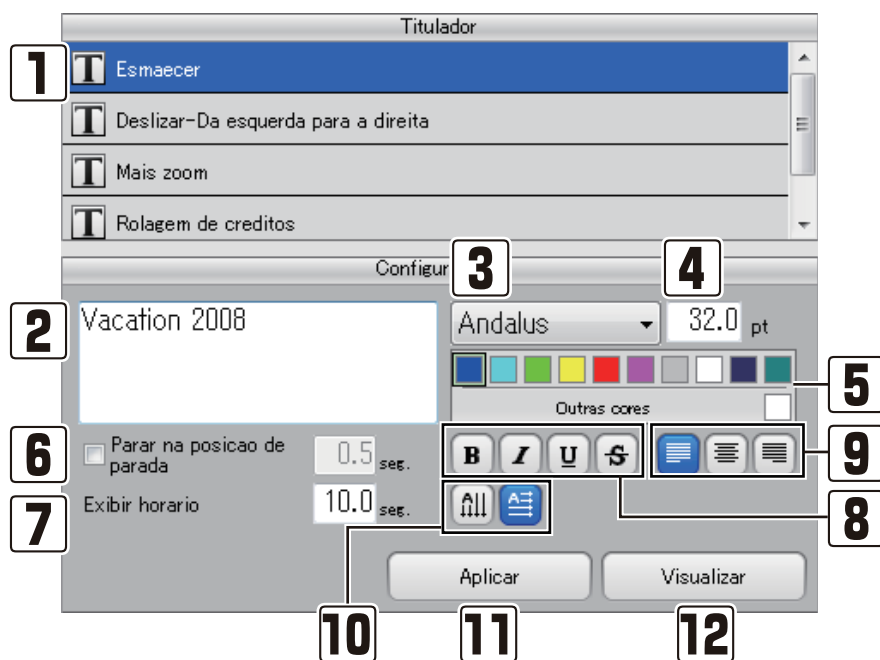 Titulador
1
T Esmaecer
T Deslizar-Da esquerda para a direita
T Mais zoom
T Rolagem de creditos
Configur
3
4
2
Vacation 2008
Andalus
32.0 pt
5
Outras cores
6
Parar na posicao de
parada
0.5 seg.
B I U S
9
7
Exibir horario
10.0 seg.
A A
8
Aplicar
Visualizar
10
11
12